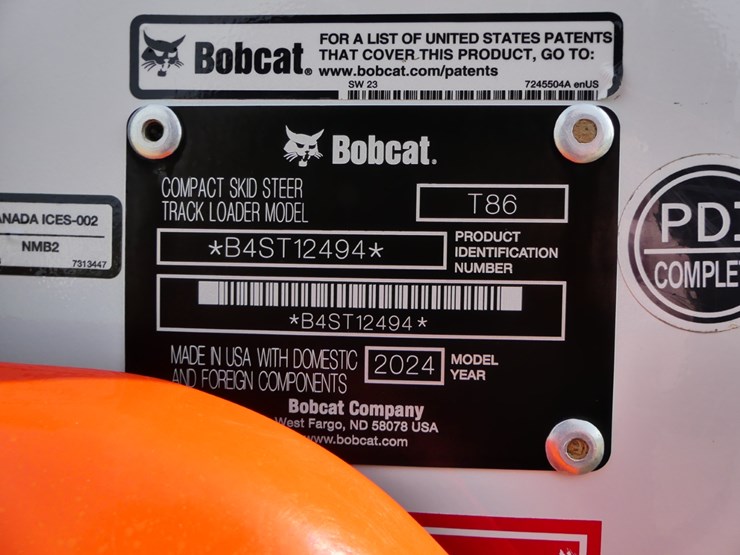 Bobcat®
FOR A LIST OF UNITED STATES PATENTS
THAT COVER THIS PRODUCT, GO TO:
www.bobcat.com/patents
SW 23
7245504A enUS
Bobcat.
COMPACT SKID STEER
TRACK LOADER MODEL
T86
*B4ST12494*
PRODUCT
IDENTIFICATION
NUMBER
*B4ST12494*
MADE IN USA WITH DOMESTIC
AND FOREIGN COMPONENTS
2024
MODEL
YEAR
Bobcat Company
West Fargo, ND 58078 USA
www.bobcat.com
ICES-002
NMB2
7313447
PDI